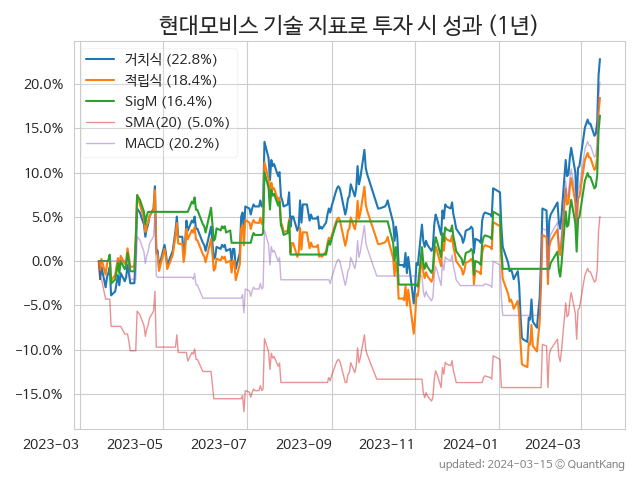 현대모비스 기술 지표로 투자 시 성과 (1년)
거치식 (22.8%)
적립식 (18.4%)
SigM (16.4%)
SMA(20) (5.0%)
MACD (20.2%)
20.0%
15.0%
10.0%
5.0%
0.0%
−5.0%
−10.0%
−15.0%
2023-03 2023-05 2023-07 2023-09 2023-11 2024-01 2024-03
updated: 2024-03-15 ⓒ QuantKang